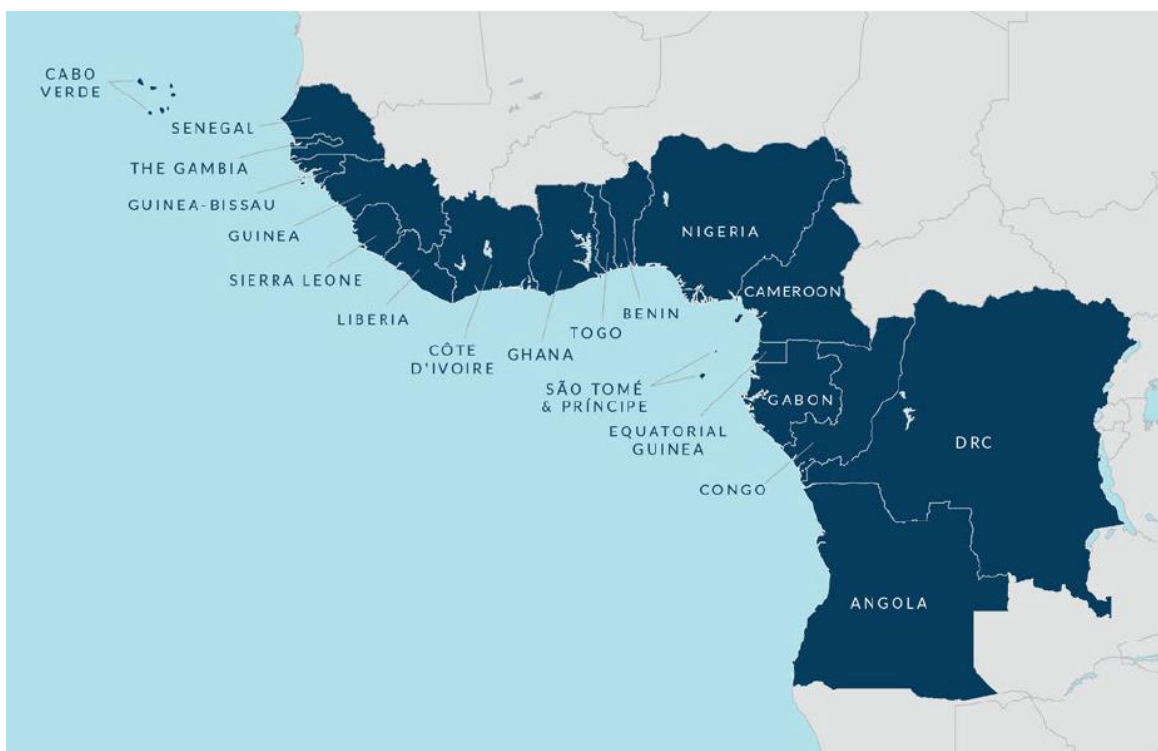 CABO
VERDE
SENEGAL
THE GAMBIA
GUINEA-BISSAU
GUINEA
SIERRA LEONE
LIBERIA
CÔTE
D'IVOIRE
GHANA
TOGO
BENIN
NIGERIA
CAMEROON
SÃO TOMÉ
& PRÍNCIPE
EQUATORIAL
GUINEA
GABON
CONGO
DRC
ANGOLA